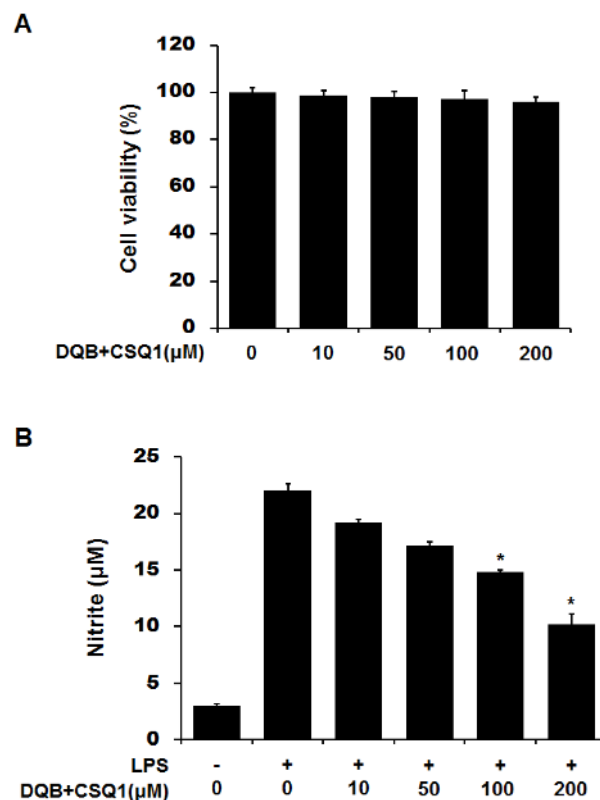 A
120
100
80
60
40
20
0
Cell viability (%)
DQB+CSQ1(µM) 0 10 50 100 200
B
25
20
15
10
5
0
Nitrite (µM)
* *
LPS - + + + + +
DQB+CSQ1(µM) 0 0 10 50 100 200